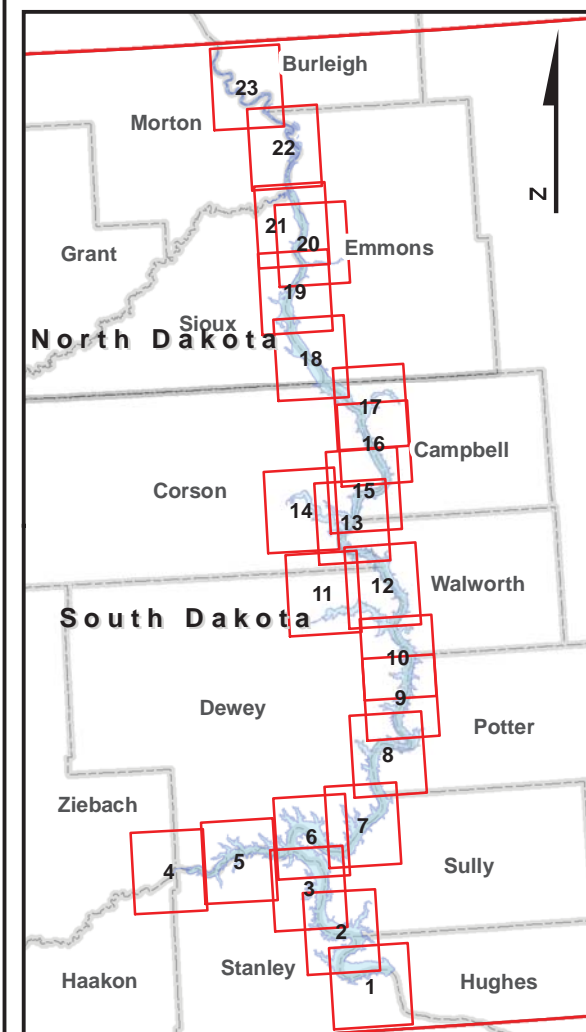 Burleigh
23
Morton
22
N
21
20
Emmons
Grant
19
Sioux
North Dakota
18
17
16
Campbell
15
Corson
14
13
Walworth
12
11
South Dakota
10
9
Dewey
Potter
8
Ziebach
7
6
5
4
Sully
3
2
Stanley
Haakon
1
Hughes